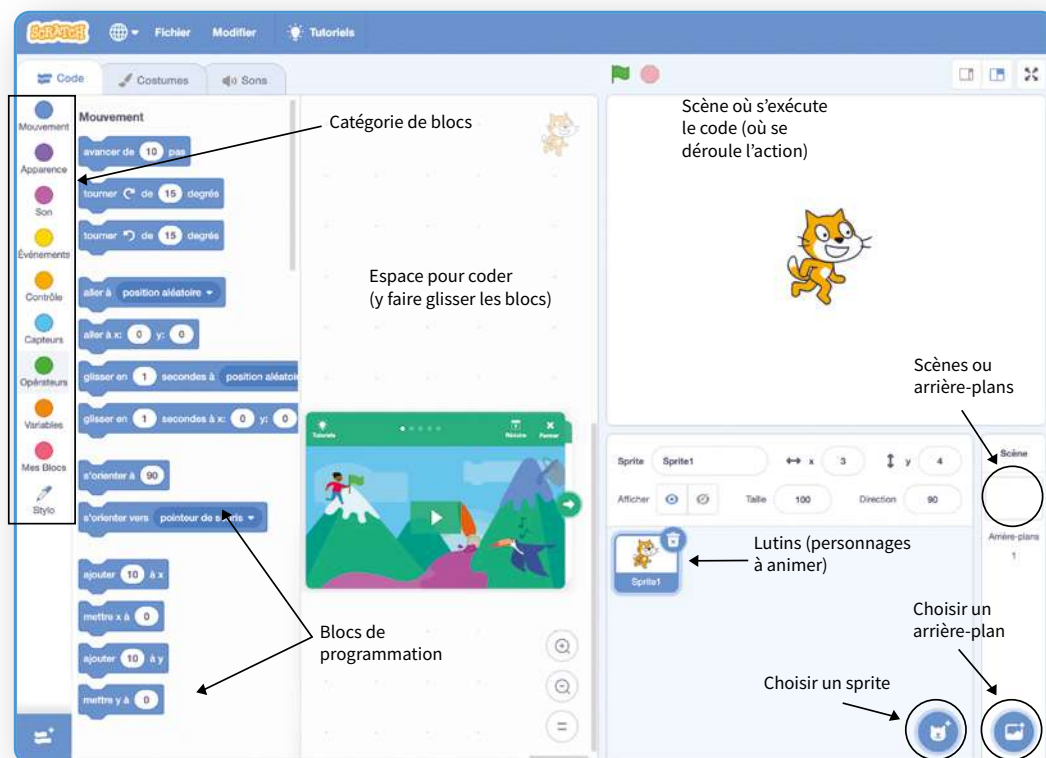 SCRATCH Fichier Modifier Tutoriels
Code Costumes Sons
Mouvement
Apparence
Son
Événements
Contrôle
Capteurs
Opérateurs
Variables
Mes Blocs
Stylo
Mouvement
avancer de 10 pas
tourner de 15 degrés
tourner de 15 degrés
aller à position aléatoire
aller à x: 0 y: 0
glisser en 1 secondes à position aléatoi
glisser en 1 secondes à x: 0 y: 0
s'orienter à 90
s'orienter vers pointeur de souris
ajouter 10 à x
mettre x à 0
ajouter 10 à y
mettre y à 0
Catégorie de blocs
Espace pour coder
(y faire glisser les blocs)
Tutoriels Réduire Fermer
Blocs de
programmation
Scène où s’exécute
le code (où se
déroule l’action)
Scènes ou
arrière-plans
Sprite Sprite1 x 3 y 4
Afficher Taille 100 Direction 90
Scène
Arrière-plans
1
Sprite1
Lutins (personnages
à animer)
Choisir un
arrière-plan
Choisir un sprite